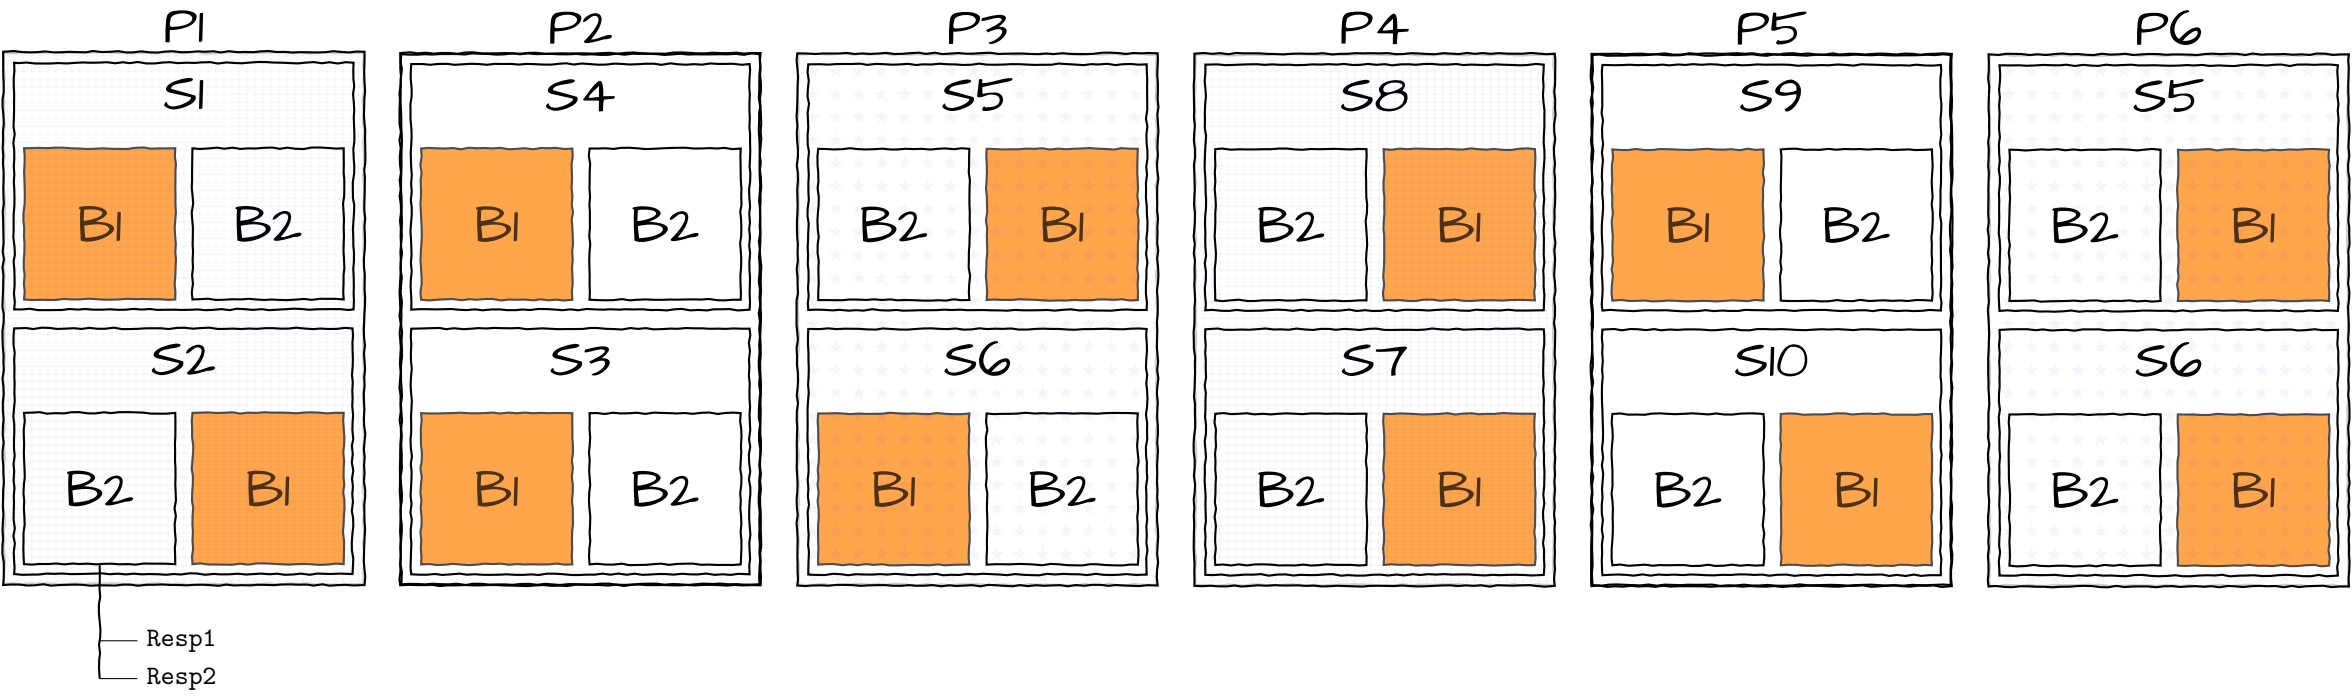 P1 P2 P3 P4 P5 P6
S1 S4 S5 S8 S9 S5
B1 B2 B1 B2 B2 B1 B2 B1 B1 B2 B2 B1
S2 S3 S6 S7 S10 S6
B2 B1 B1 B2 B1 B2 B2 B1 B2 B1 B2 B1
Resp1
Resp2